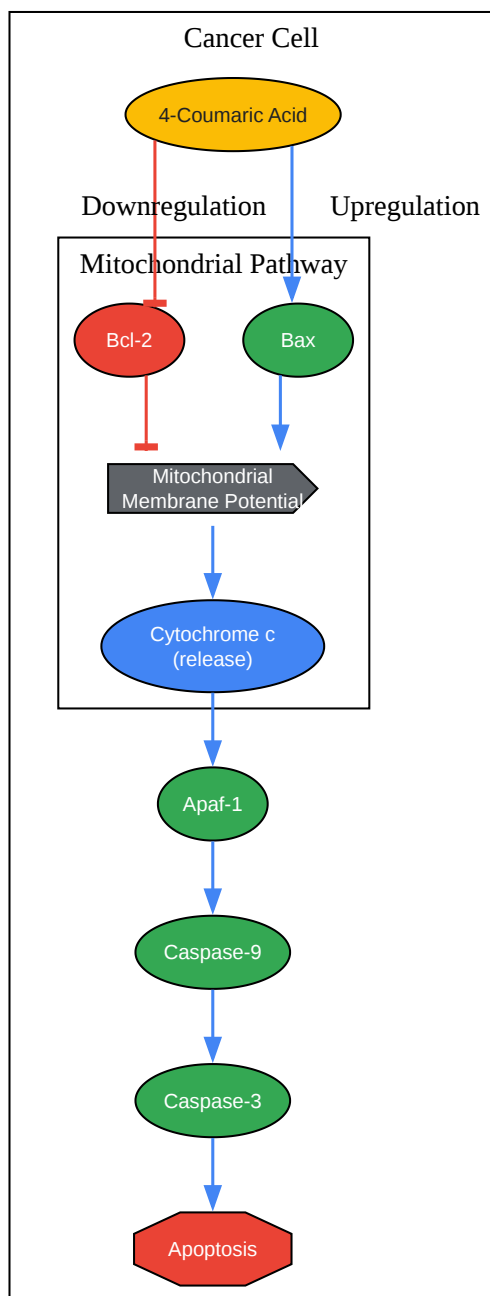 Cancer Cell
4-Coumaric Acid
Downregulation
Upregulation
Mitochondrial Pathway
Bcl-2
Bax
Mitochondrial
Membrane Potential
Cytochrome c
(release)
Apaf-1
Caspase-9
Caspase-3
Apoptosis